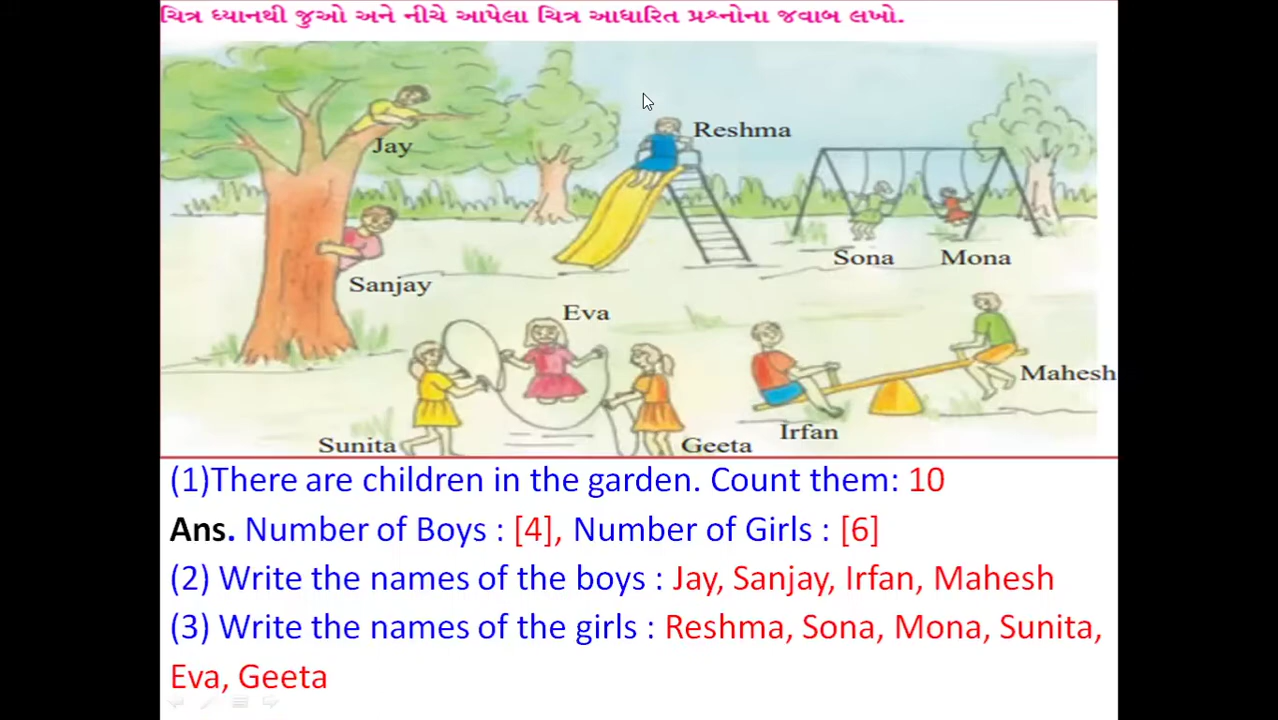 ચિત્ર ધ્યાનથી જુઓ અને નીચે આપેલા ચિત્ર આધારિત પ્રશ્નોના જવાબ લખો.
Reshma
Jay
Sona Mona
Sanjay
Eva
Mahesh
Irfan
Sunita Geeta
(1)There are children in the garden. Count them: 10
Ans. Number of Boys : [4], Number of Girls : [6]
(2) Write the names of the boys : Jay, Sanjay, Irfan, Mahesh
(3) Write the names of the girls : Reshma, Sona, Mona, Sunita,
Eva, Geeta